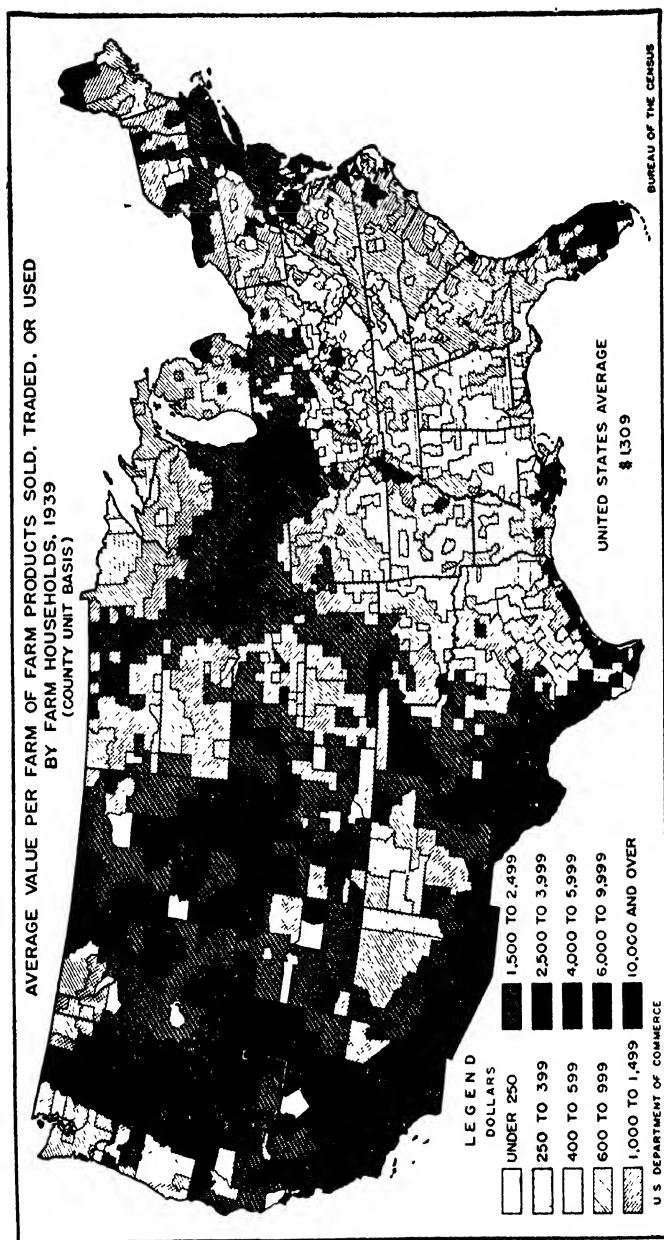 AVERAGE VALUE PER FARM OF FARM PRODUCTS SOLD, TRADED, OR USED
BY FARM HOUSEHOLDS, 1939
(COUNTY UNIT BASIS)
UNITED STATES AVERAGE
$1309
LEGEND
DOLLARS
UNDER 250
250 TO 399
400 TO 599
600 TO 999
1,000 TO 1,499
1,500 TO 2,499
2,500 TO 3,999
4,000 TO 5,999
6,000 TO 9,999
10,000 AND OVER
U S DEPARTMENT OF COMMERCE
BUREAU OF THE CENSUS